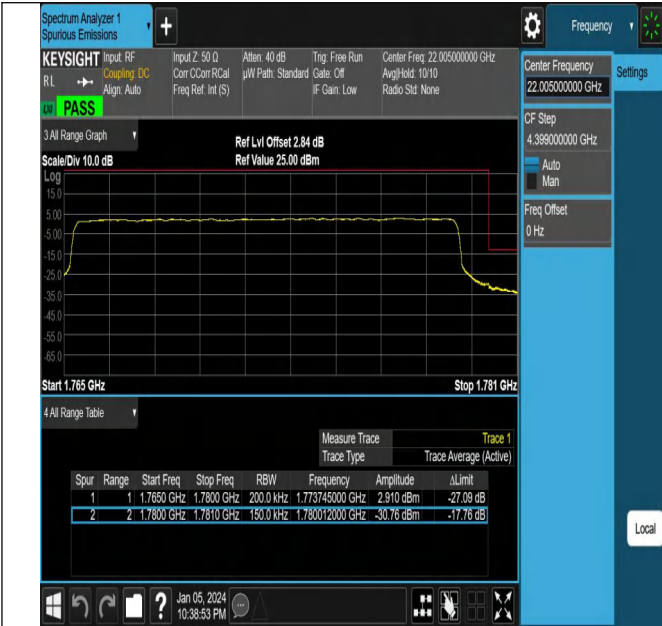 Spectrum Analyzer 1
Spurious Emissions
Frequency
KEYSIGHT
RL
PASS
Input: RF
Coupling: DC
Align: Auto
Input Z: 50 Ω
Corr CCorr RCal
Freq Ref: Int (S)
Atten: 40 dB
µW Path: Standard
Trig: Free Run
Gate: Off
IF Gain: Low
Center Freq: 22.005000000 GHz
Avg|Hold: 10/10
Radio Std: None
Center Frequency
22.005000000 GHz
Settings
CF Step
4.399000000 GHz
Auto
Man
Freq Offset
0 Hz
3 All Range Graph
Ref Lvl Offset 2.84 dB
Scale/Div 10.0 dB
Ref Value 25.00 dBm
Log
15.0
5.00
-5.00
-15.0
-25.0
-35.0
-45.0
-55.0
-65.0
Start 1.765 GHz
Stop 1.781 GHz
4 All Range Table
Measure Trace Trace 1
Trace Type Trace Average (Active)
Spur Range Start Freq Stop Freq RBW Frequency Amplitude ΔLimit
1 1 1.7650 GHz 1.7800 GHz 200.0 kHz 1.773745000 GHz 2.910 dBm -27.09 dB
2 2 1.7800 GHz 1.7810 GHz 150.0 kHz 1.780012000 GHz -30.76 dBm -17.76 dB
Local
?
Jan 05, 2024
10:38:53 PM